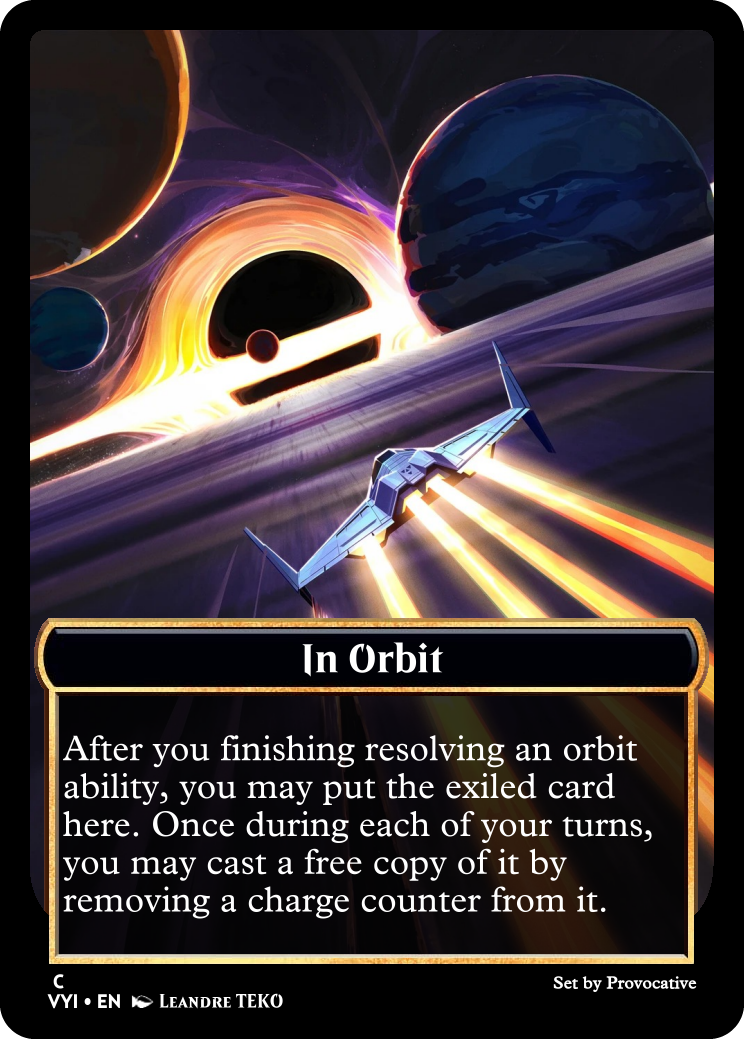 In Orbit
After you finishing resolving an orbit
ability, you may put the exiled card
here. Once during each of your turns,
you may cast a free copy of it by
removing a charge counter from it.
C
VYI • EN Leandre TEKO
Set by Provocative